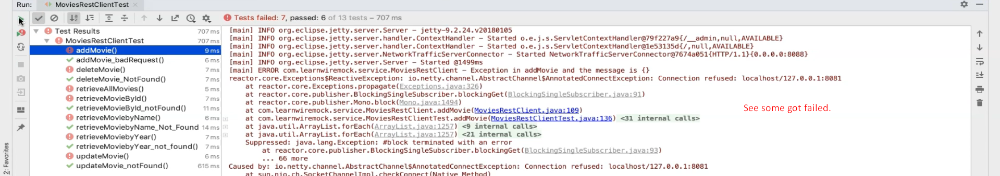 Run: MoviesRestClientTest ×
Tests failed: 7, passed: 6 of 13 tests – 707 ms
Test Results 707 ms
MoviesRestClientTest 707 ms
addMovie() 9 ms
addMovie_badRequest() 6 ms
deleteMovie() 7 ms
deleteMovie_NotFound() 7 ms
retrieveAllMovies() 5 ms
retrieveMovieById() 7 ms
retrieveMovieById_notFound() 11 ms
retrieveMoviebyName() 6 ms
retrieveMoviebyName_Not_Found 14 ms
retrieveMoviebyYear() 7 ms
retrieveMoviebyYear_not_found() 7 ms
updateMovie() 6 ms
updateMovie_notFound() 615 ms
[main] INFO org.eclipse.jetty.server.Server – jetty-9.2.24.v20180105
[main] INFO org.eclipse.jetty.server.handler.ContextHandler – Started o.e.j.s.ServletContextHandler@79f227a9{/__admin,null,AVAILABLE}
[main] INFO org.eclipse.jetty.server.handler.ContextHandler – Started o.e.j.s.ServletContextHandler@1e53135d{/,null,AVAILABLE}
[main] INFO org.eclipse.jetty.server.NetworkTrafficServerConnector – Started NetworkTrafficServerConnector@7674a051{HTTP/1.1}{0.0.0.0:8088}
[main] INFO org.eclipse.jetty.server.Server – Started @1499ms
[main] ERROR com.learnwiremock.service.MoviesRestClient – Exception in addMovie and the message is {}
reactor.core.Exceptions$ReactiveException: io.netty.channel.AbstractChannel$AnnotatedConnectException: Connection refused: localhost/127.0.0.1:8081
at reactor.core.Exceptions.propagate(Exceptions.java:326)
at reactor.core.publisher.BlockingSingleSubscriber.blockingGet(BlockingSingleSubscriber.java:91)
at reactor.core.publisher.Mono.block(Mono.java:1494)
at com.learnwiremock.service.MoviesRestClient.addMovie(MoviesRestClient.java:109)
at com.learnwiremock.service.MoviesRestClientTest.addMovie(MoviesRestClientTest.java:136) <31 internal calls>
at java.util.ArrayList.forEach(ArrayList.java:1257) <9 internal calls>
at java.util.ArrayList.forEach(ArrayList.java:1257) <21 internal calls>
Suppressed: java.lang.Exception: #block terminated with an error
at reactor.core.publisher.BlockingSingleSubscriber.blockingGet(BlockingSingleSubscriber.java:93)
... 66 more
Caused by: io.netty.channel.AbstractChannel$AnnotatedConnectException: Connection refused: localhost/127.0.0.1:8081
at sun.nio.ch.SocketChannelImpl.checkConnect(Native Method)
See some got failed.
2: Favorites